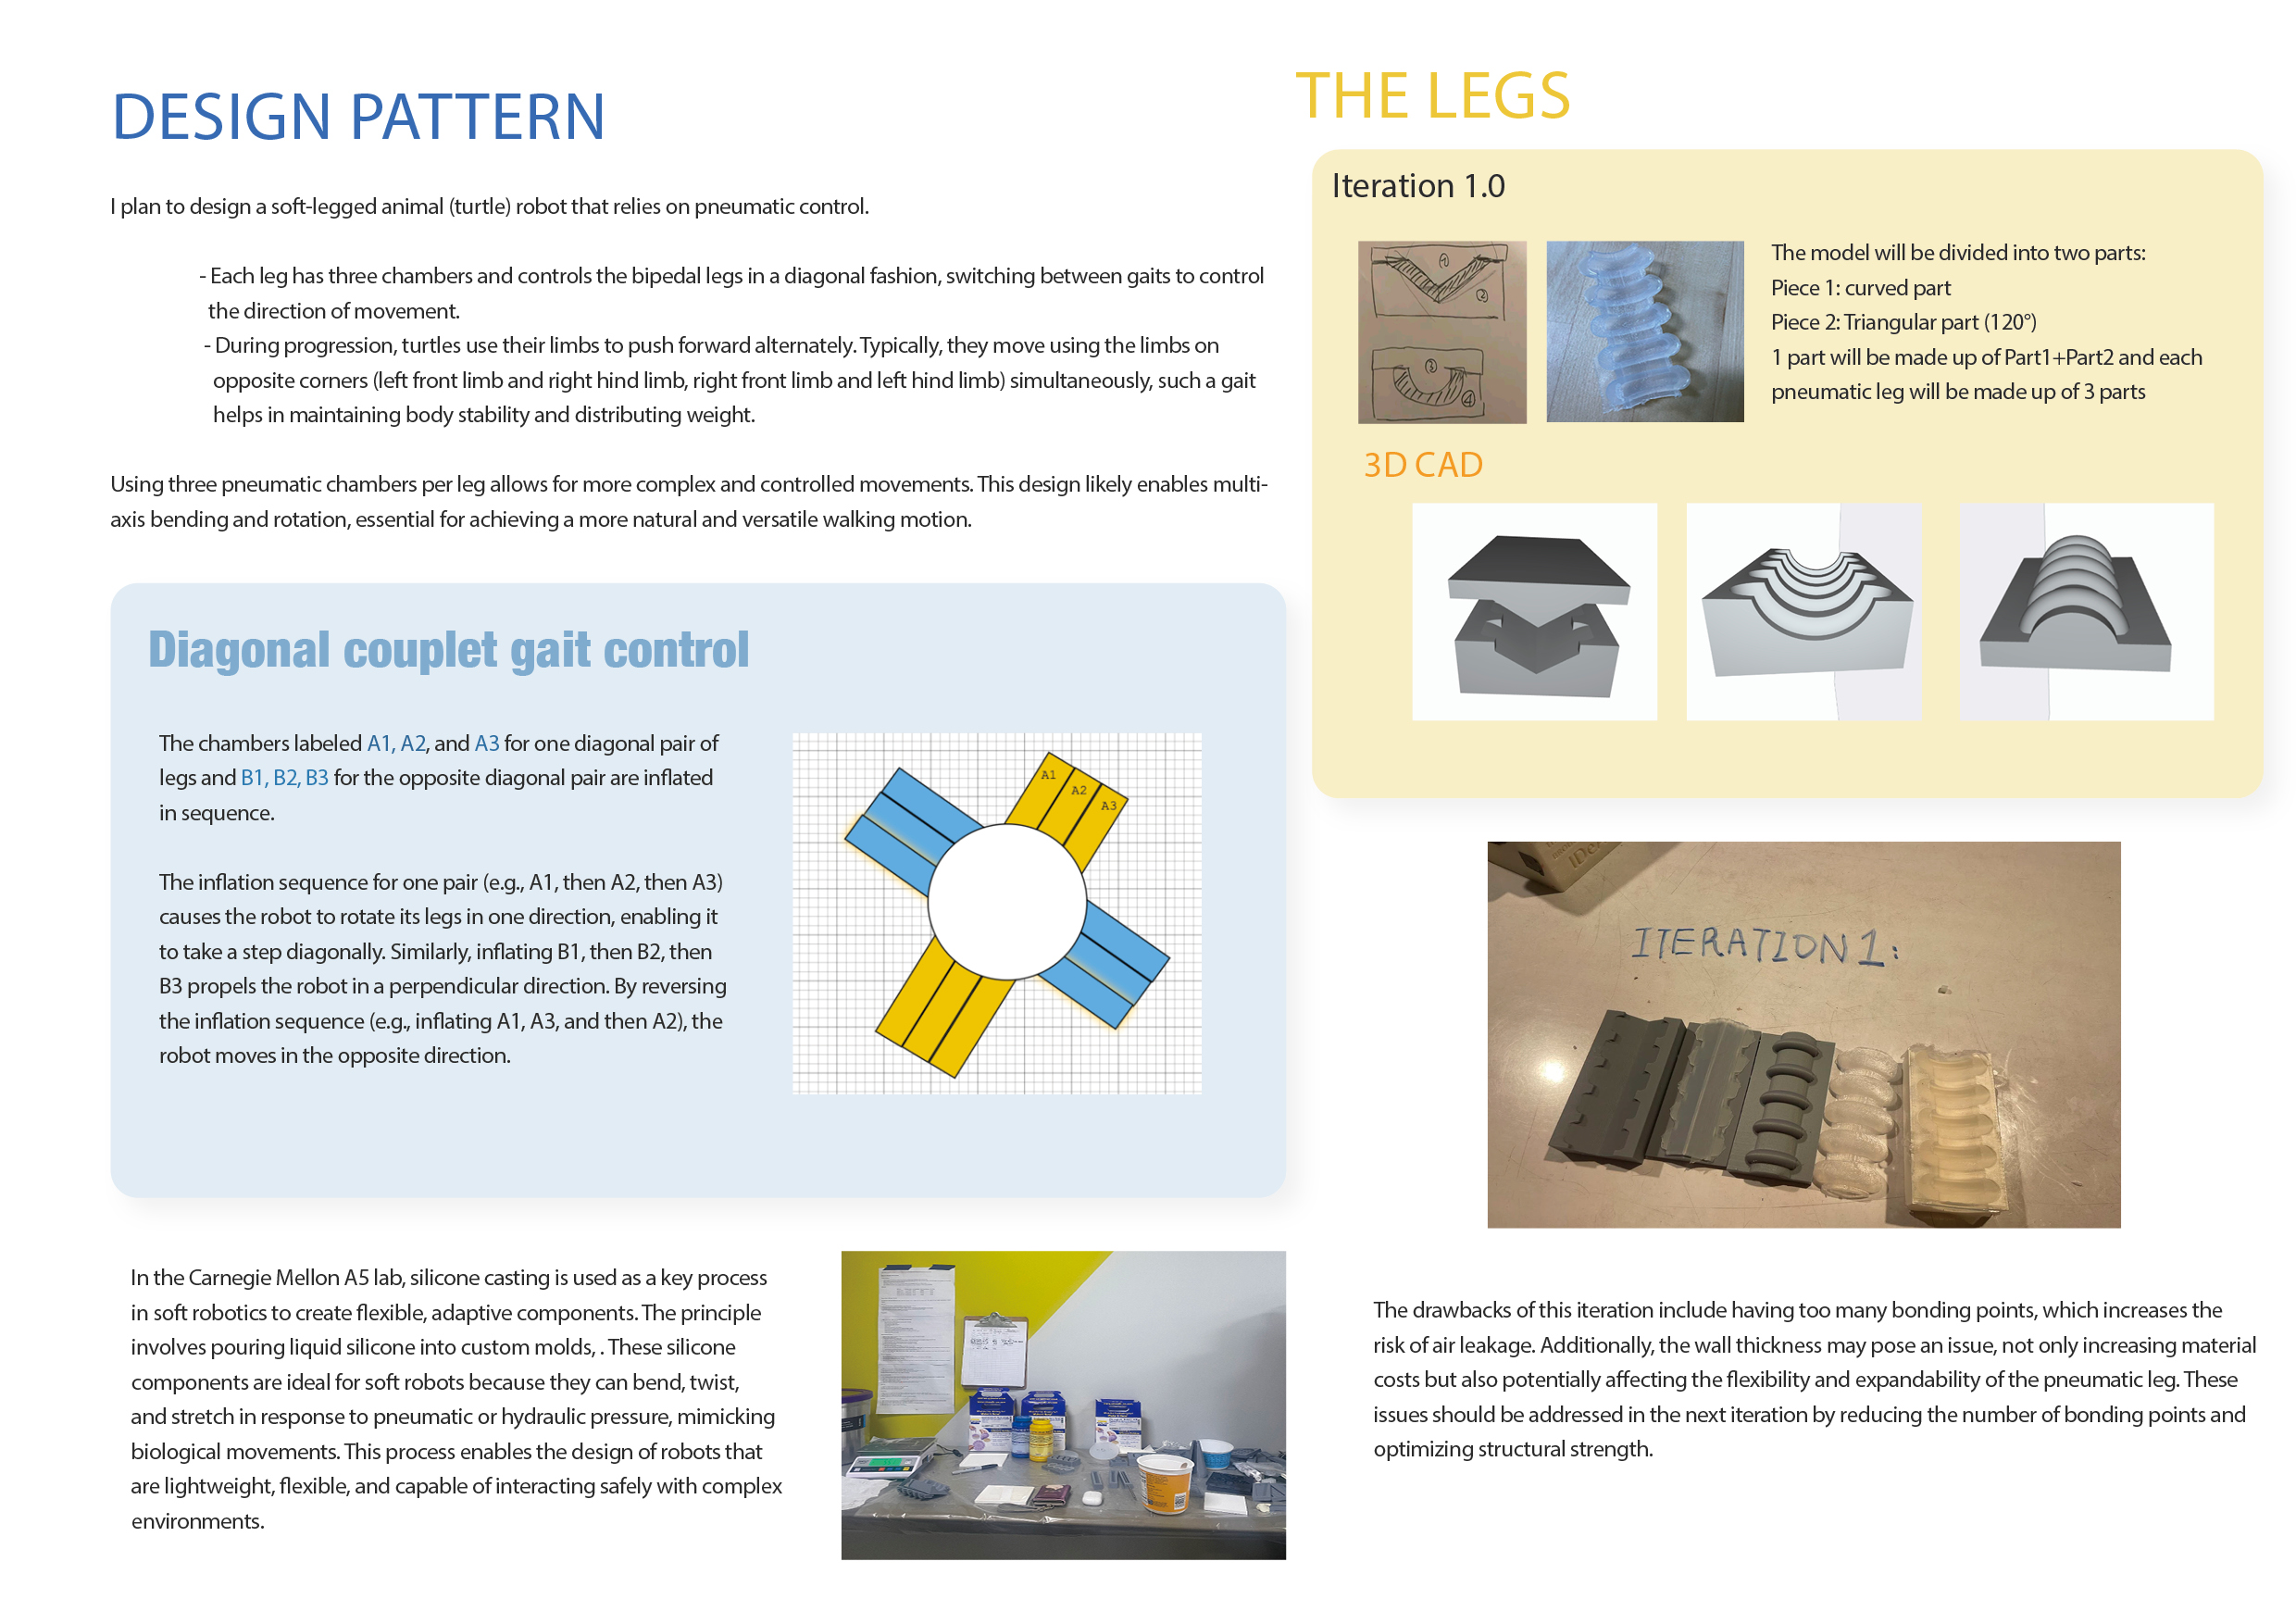 DESIGN PATTERN
I plan to design a soft-legged animal (turtle) robot that relies on pneumatic control.
- Each leg has three chambers and controls the bipedal legs in a diagonal fashion, switching between gaits to control
the direction of movement.
- During progression, turtles use their limbs to push forward alternately. Typically, they move using the limbs on
opposite corners (left front limb and right hind limb, right front limb and left hind limb) simultaneously, such a gait
helps in maintaining body stability and distributing weight.
Using three pneumatic chambers per leg allows for more complex and controlled movements. This design likely enables multi-
axis bending and rotation, essential for achieving a more natural and versatile walking motion.
Diagonal couplet gait control
The chambers labeled A1, A2, and A3 for one diagonal pair of
legs and B1, B2, B3 for the opposite diagonal pair are inflated
in sequence.
The inflation sequence for one pair (e.g., A1, then A2, then A3)
causes the robot to rotate its legs in one direction, enabling it
to take a step diagonally. Similarly, inflating B1, then B2, then
B3 propels the robot in a perpendicular direction. By reversing
the inflation sequence (e.g., inflating A1, A3, and then A2), the
robot moves in the opposite direction.
A1
A2
A3
In the Carnegie Mellon A5 lab, silicone casting is used as a key process
in soft robotics to create flexible, adaptive components. The principle
involves pouring liquid silicone into custom molds, . These silicone
components are ideal for soft robots because they can bend, twist,
and stretch in response to pneumatic or hydraulic pressure, mimicking
biological movements. This process enables the design of robots that
are lightweight, flexible, and capable of interacting safely with complex
environments.
THE LEGS
Iteration 1.0
①
②
③
④
The model will be divided into two parts:
Piece 1: curved part
Piece 2: Triangular part (120°)
1 part will be made up of Part1+Part2 and each
pneumatic leg will be made up of 3 parts
3D CAD
ITERATION 1:
The drawbacks of this iteration include having too many bonding points, which increases the
risk of air leakage. Additionally, the wall thickness may pose an issue, not only increasing material
costs but also potentially affecting the flexibility and expandability of the pneumatic leg. These
issues should be addressed in the next iteration by reducing the number of bonding points and
optimizing structural strength.